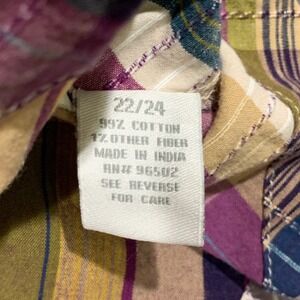 22/24
99% COTTON
1% OTHER FIBER
MADE IN INDIA
RN# 96502
SEE REVERSE
FOR CARE